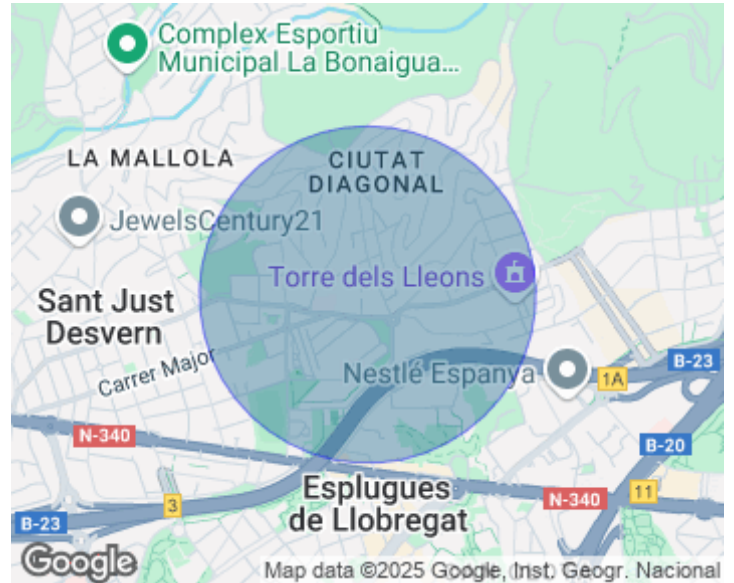 Complex Esportiu
Municipal La Bonaigua...
LA MALLOLA
CIUTAT
DIAGONAL
JewelsCentury21
Torre dels Lleons
Sant Just
Desvern
Carrer Major
Nestlé Espanya
1A
B-23
N-340
B-20
Esplugues
de Llobregat
3
N-340
11
B-23
Google
Map data ©2025 Google, Inst. Geogr. Nacional